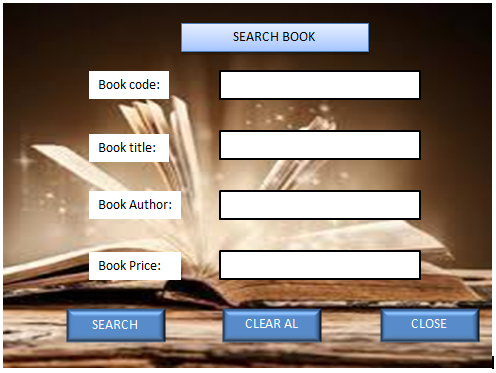 SEARCH BOOK
Book code:
Book title:
Book Author:
Book Price:
SEARCH
CLEAR AL
CLOSE